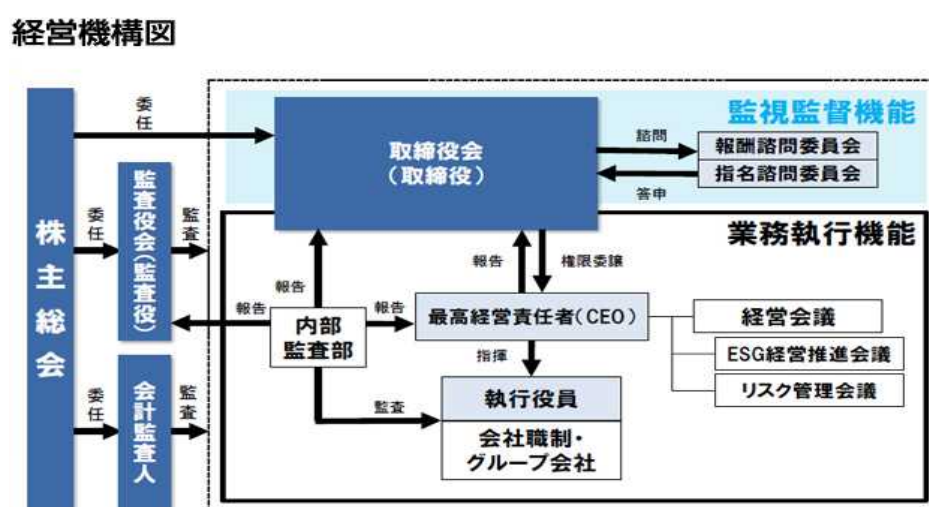 経営機構図
委任
監視監督機能
取締役会
(取締役)
諮問
報酬諮問委員会
指名諮問委員会
答申
株主総会
委任
監査役会(監査役)
監査
業務執行機能
報告
権限委譲
報告
報告
報告
内部
監査部
最高経営責任者(CEO)
経営会議
ESG経営推進会議
リスク管理会議
指揮
執行役員
監査
会社職制・
グループ会社
委任
会計監査人
監査